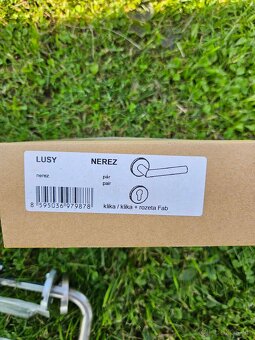 LUSY NEREZ
nerez pár
pair
8 595036 979878
klika / klika + rozeta Fab